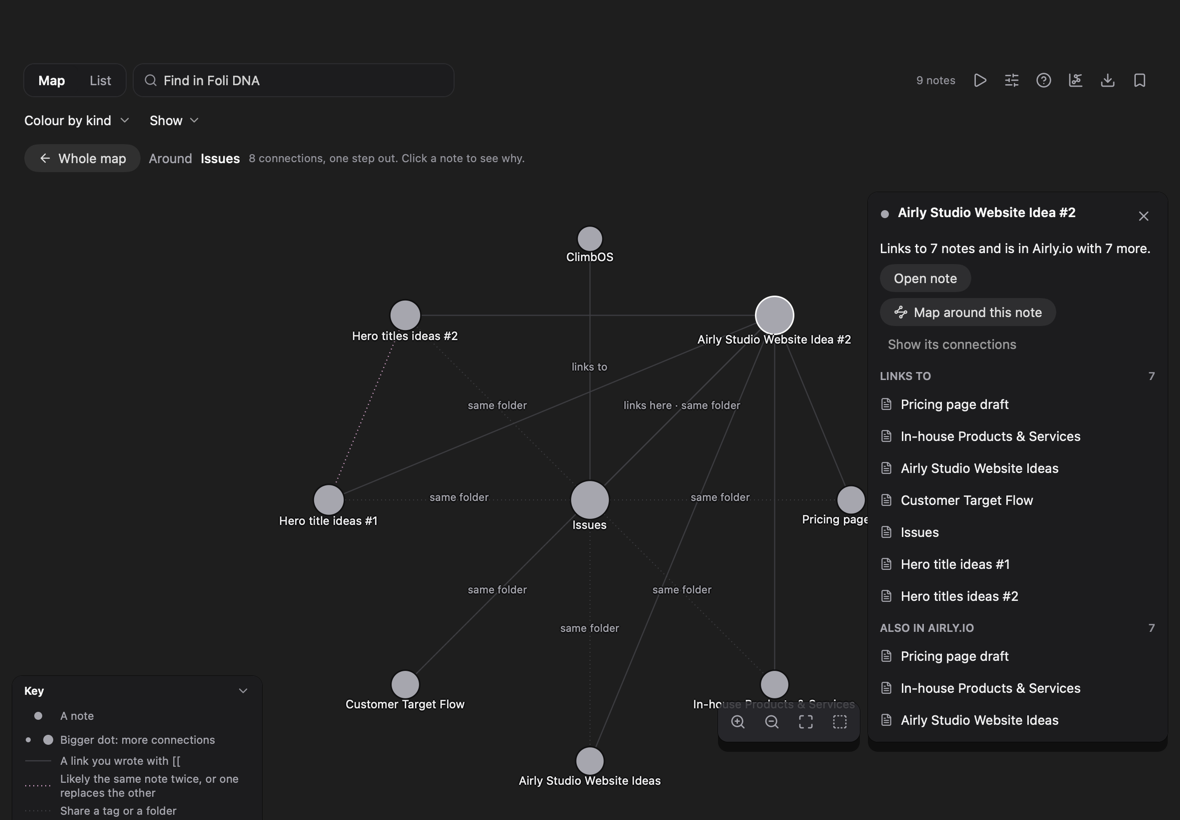 Map List Find in Foli DNA 9 notes
Colour by kind Show
Whole map Around Issues 8 connections, one step out. Click a note to see why.
ClimbOS
Hero titles ideas #2
Airly Studio Website Idea #2
links to
same folder
links here · same folder
Hero title ideas #1
same folder
Issues
same folder
Pricing page
same folder
same folder
same folder
Customer Target Flow
In-house Products & Services
Airly Studio Website Ideas
Key
A note
Bigger dot: more connections
A link you wrote with [[
Likely the same note twice, or one
replaces the other
Share a tag or a folder
Airly Studio Website Idea #2
Links to 7 notes and is in Airly.io with 7 more.
Open note
Map around this note
Show its connections
LINKS TO 7
Pricing page draft
In-house Products & Services
Airly Studio Website Ideas
Customer Target Flow
Issues
Hero title ideas #1
Hero titles ideas #2
ALSO IN AIRLY.IO 7
Pricing page draft
In-house Products & Services
Airly Studio Website Ideas